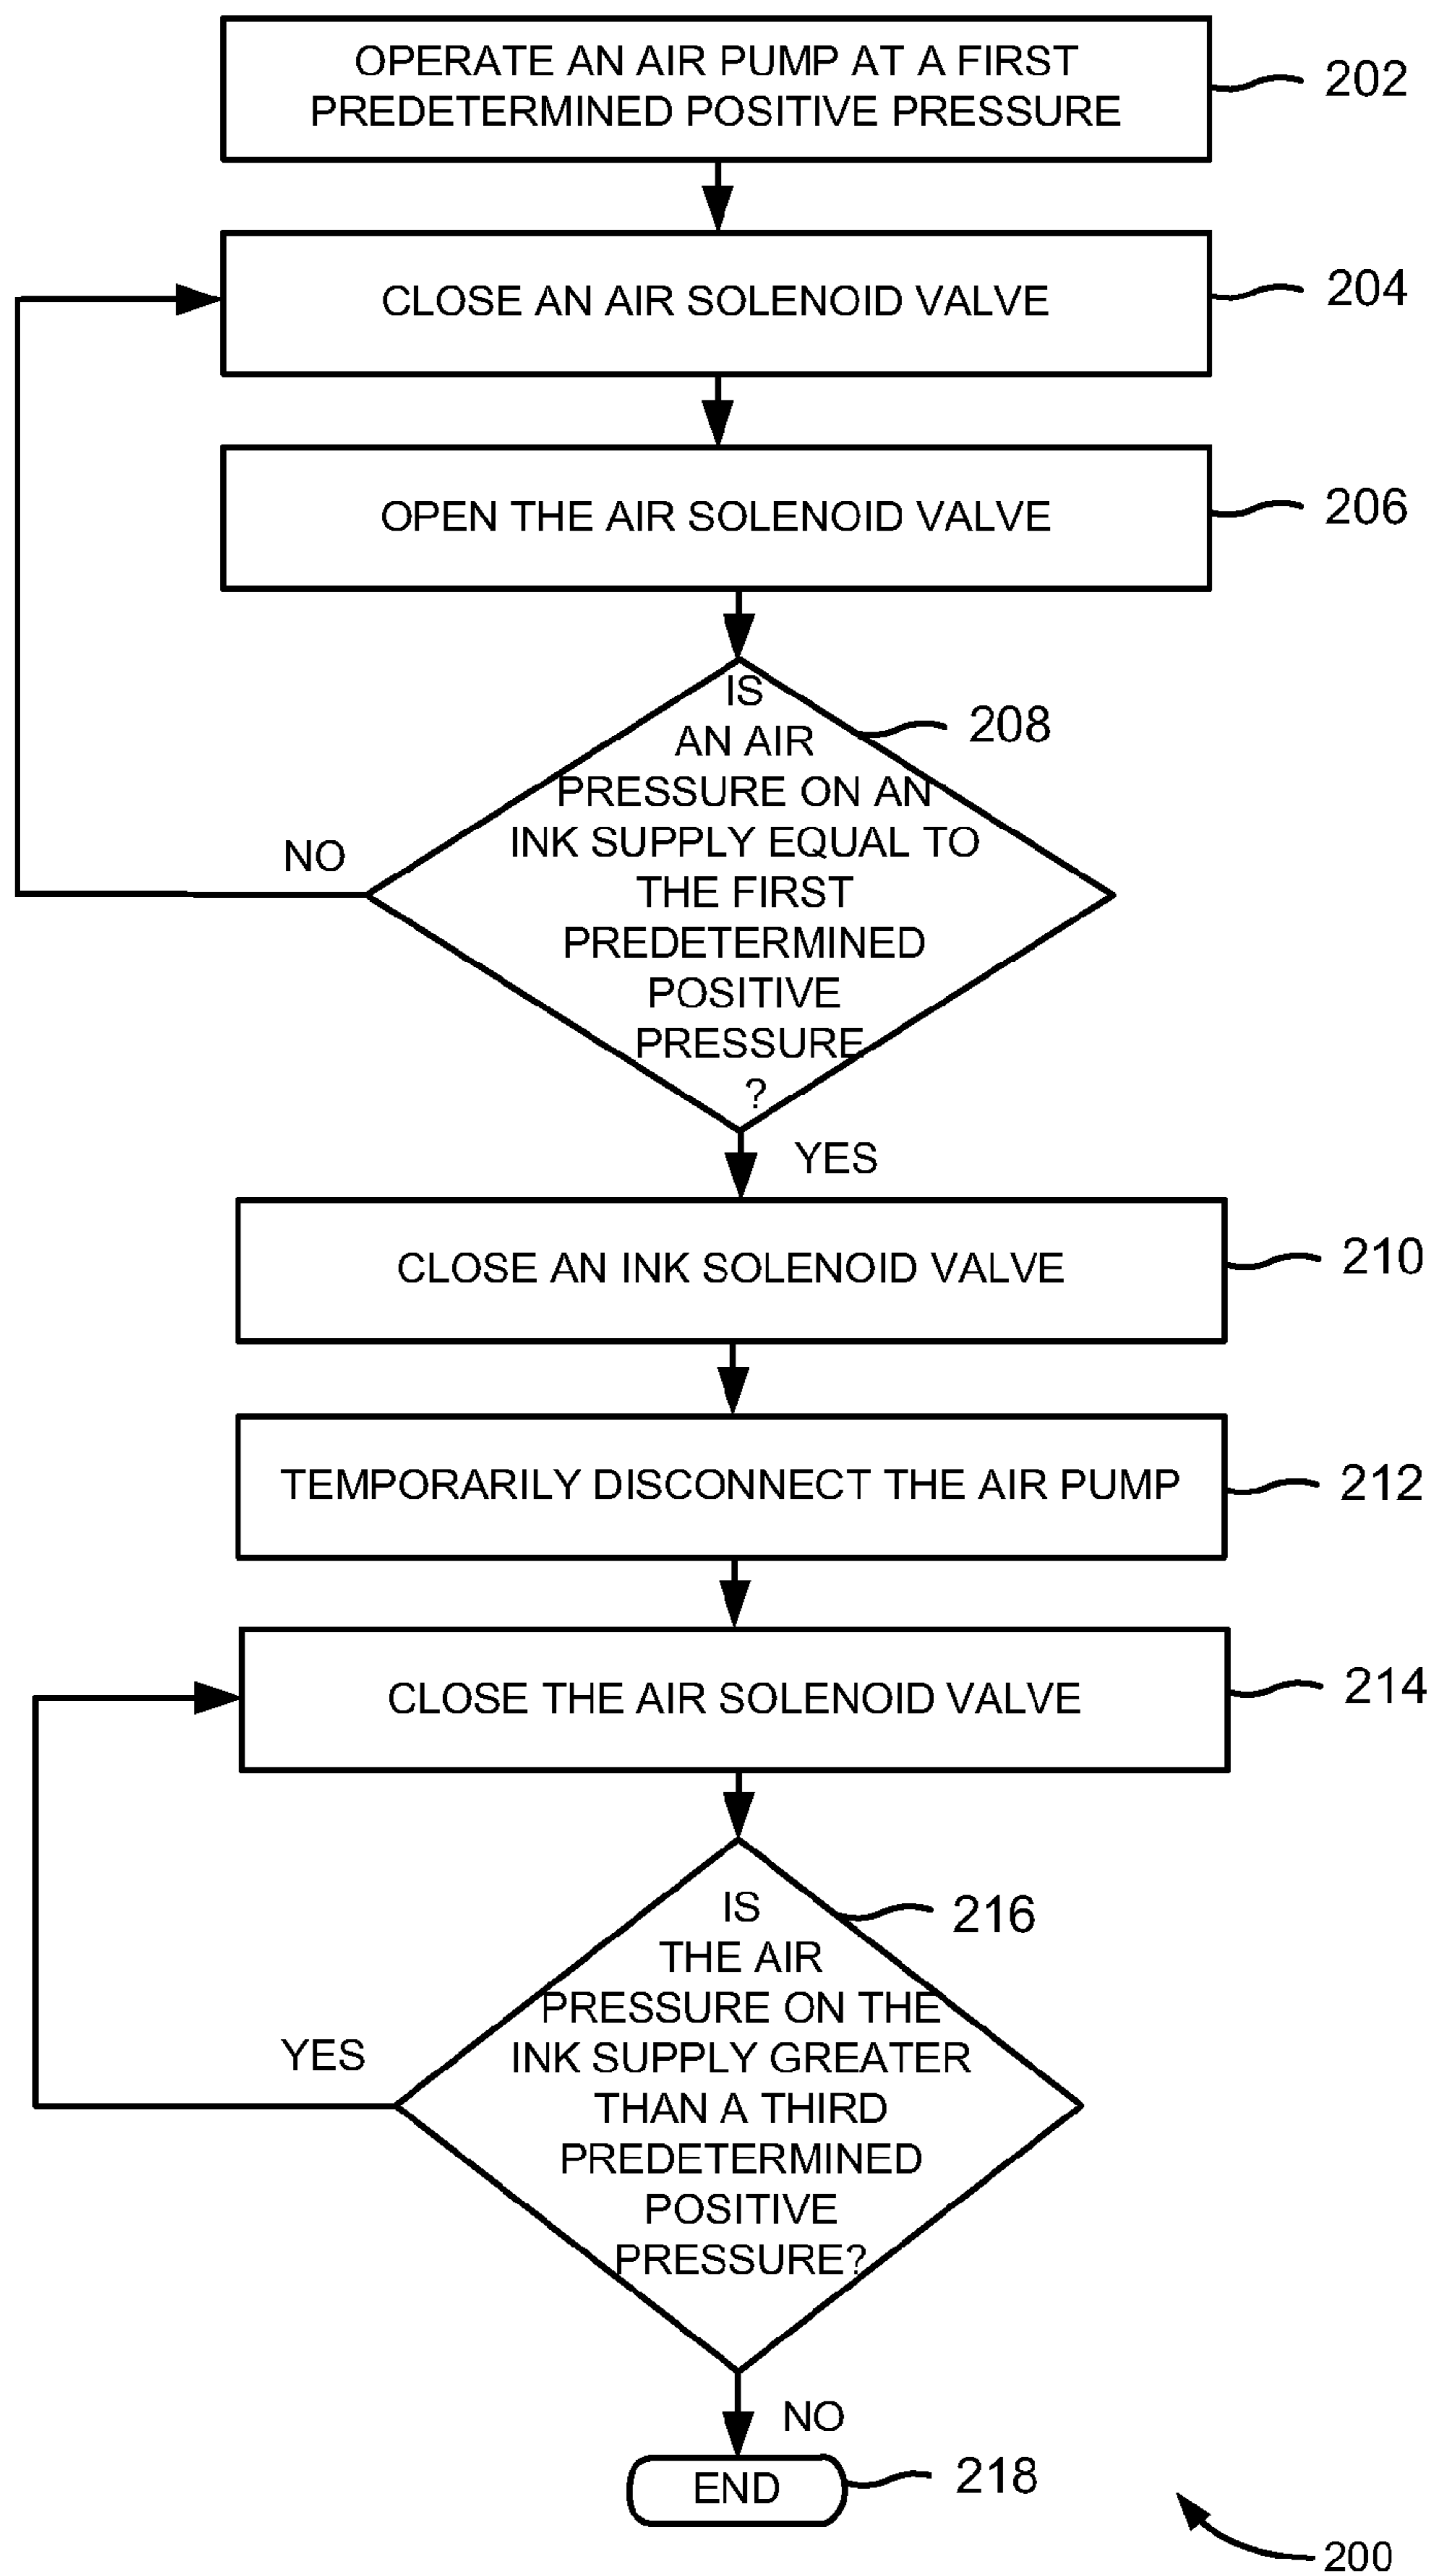 OPERATE AN AIR PUMP AT A FIRST
PREDETERMINED POSITIVE PRESSURE
202
CLOSE AN AIR SOLENOID VALVE
204
OPEN THE AIR SOLENOID VALVE
206
IS
AN AIR
PRESSURE ON AN
INK SUPPLY EQUAL TO
THE FIRST
PREDETERMINED
POSITIVE
PRESSURE
?
208
NO
YES
CLOSE AN INK SOLENOID VALVE
210
TEMPORARILY DISCONNECT THE AIR PUMP
212
CLOSE THE AIR SOLENOID VALVE
214
IS
THE AIR
PRESSURE ON THE
INK SUPPLY GREATER
THAN A THIRD
PREDETERMINED
POSITIVE
PRESSURE?
216
YES
NO
END
218
200